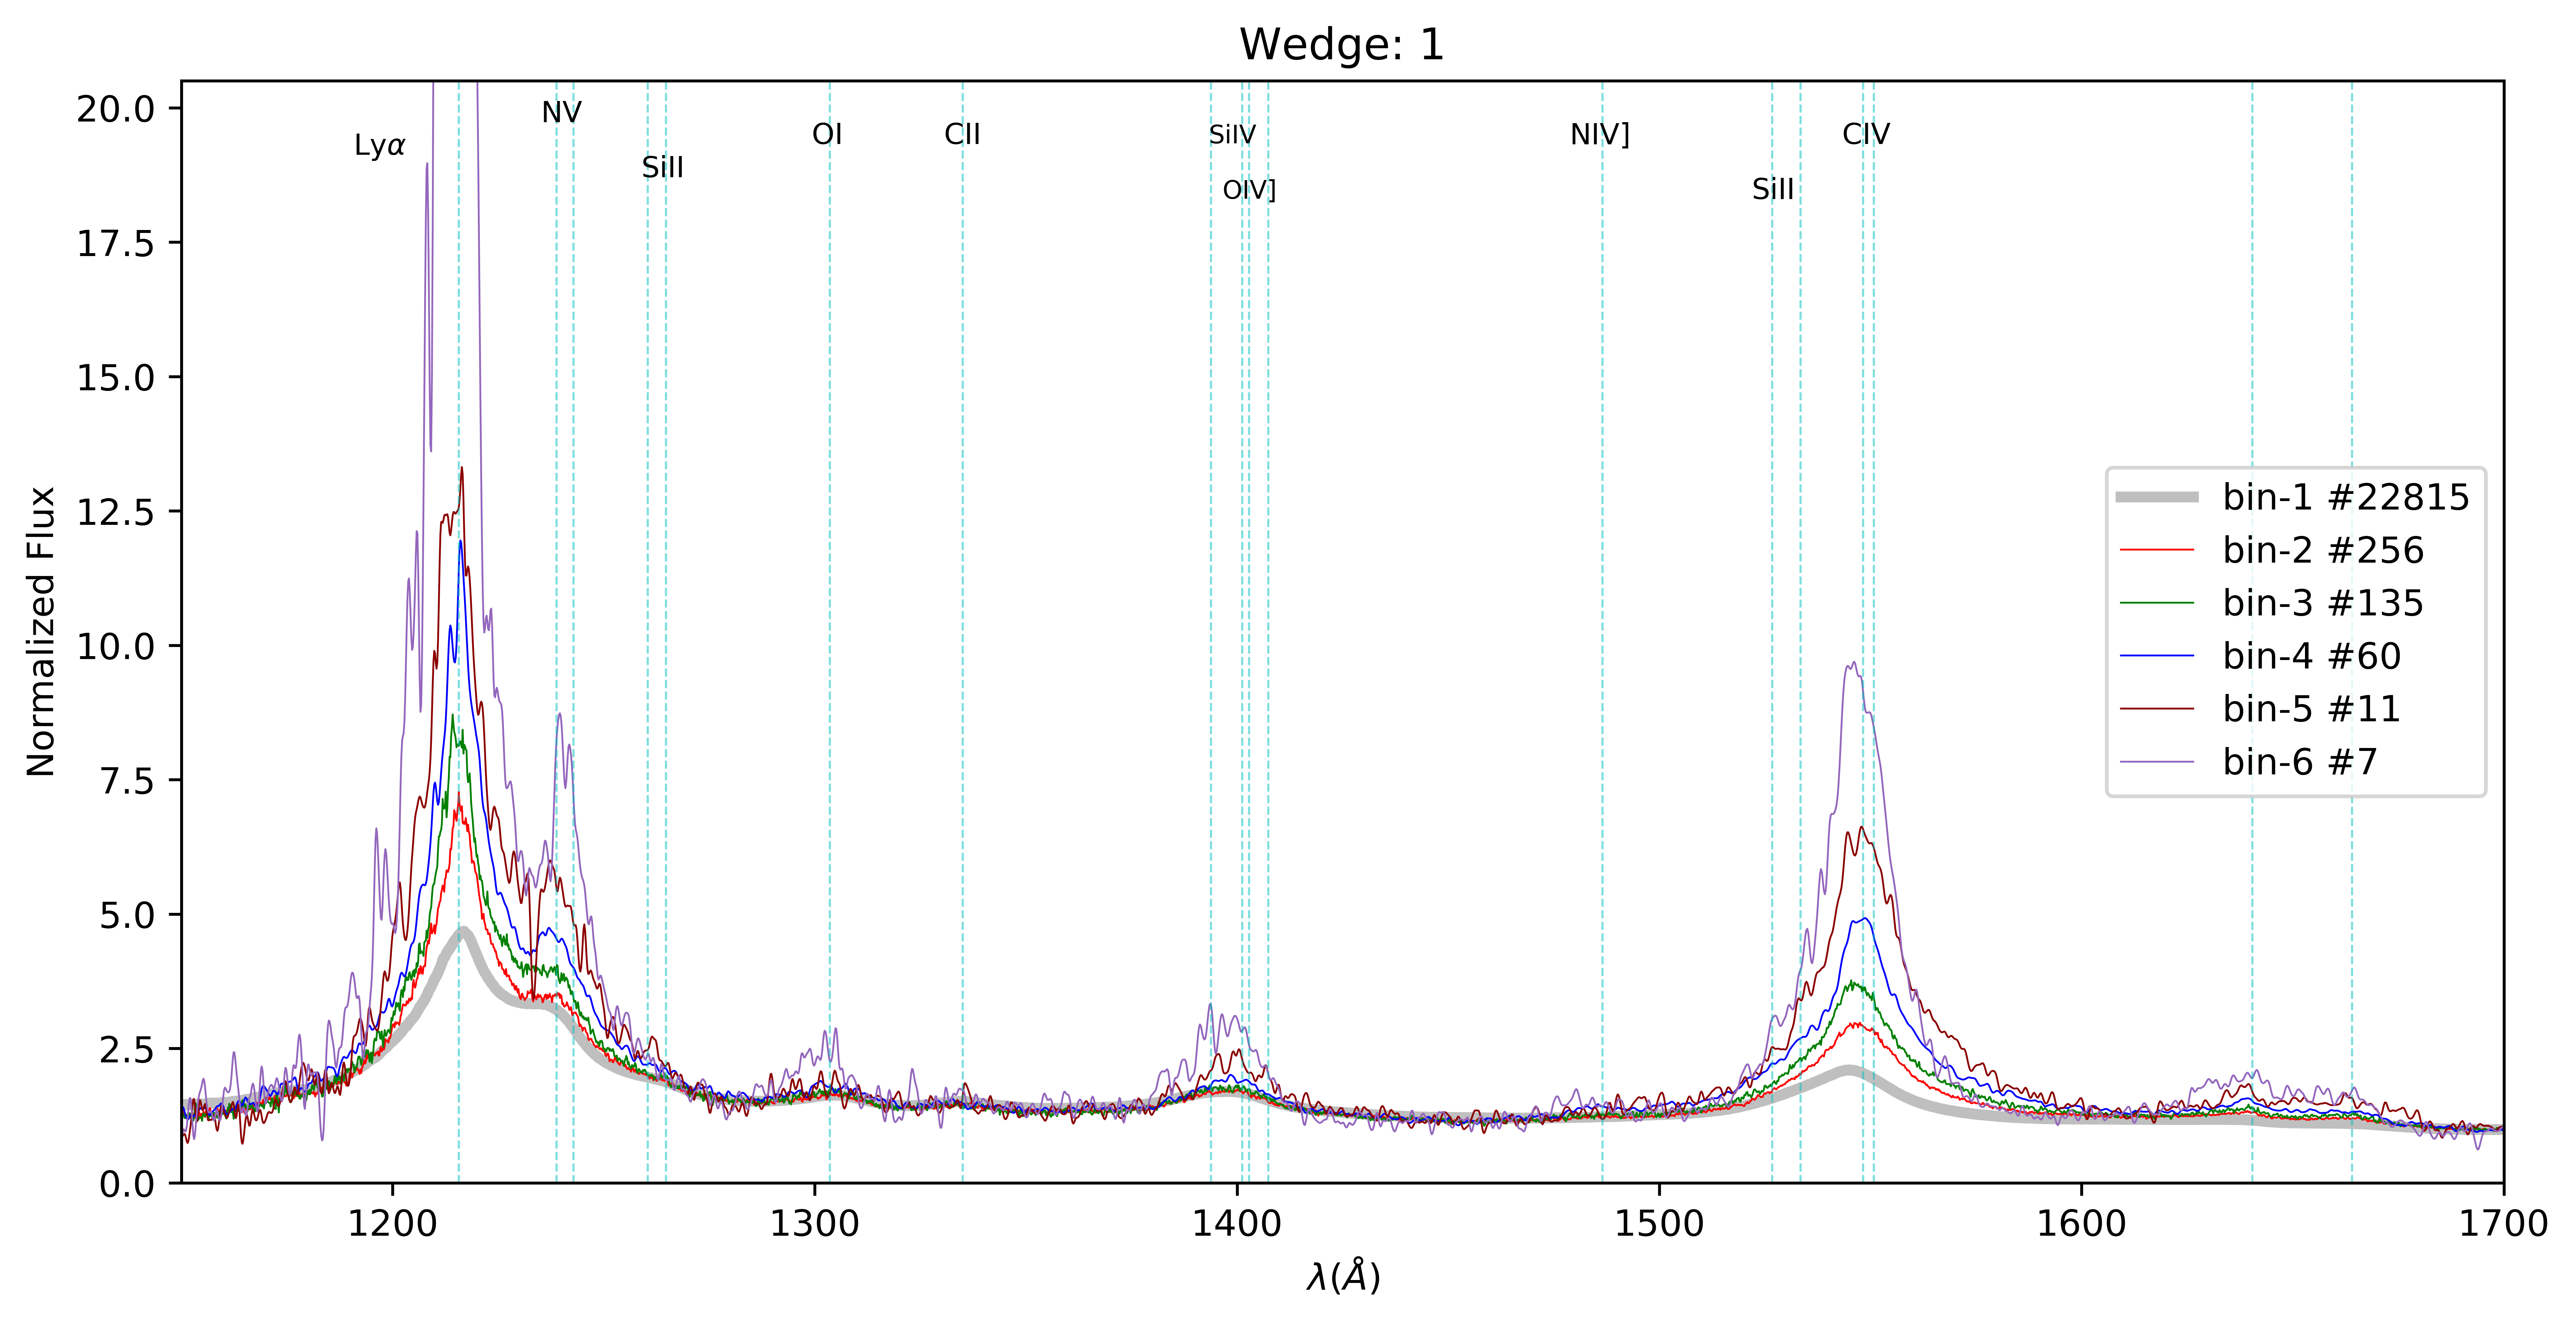 Wedge: 1
20.0
17.5
15.0
12.5
10.0
7.5
5.0
2.5
0.0
Normalized Flux
Lyα
NV
SiII
OI
CII
SiIV
OIV]
NIV]
SiII
CIV
bin-1 #22815
bin-2 #256
bin-3 #135
bin-4 #60
bin-5 #11
bin-6 #7
1200
1300
1400
1500
1600
1700
λ(Å)